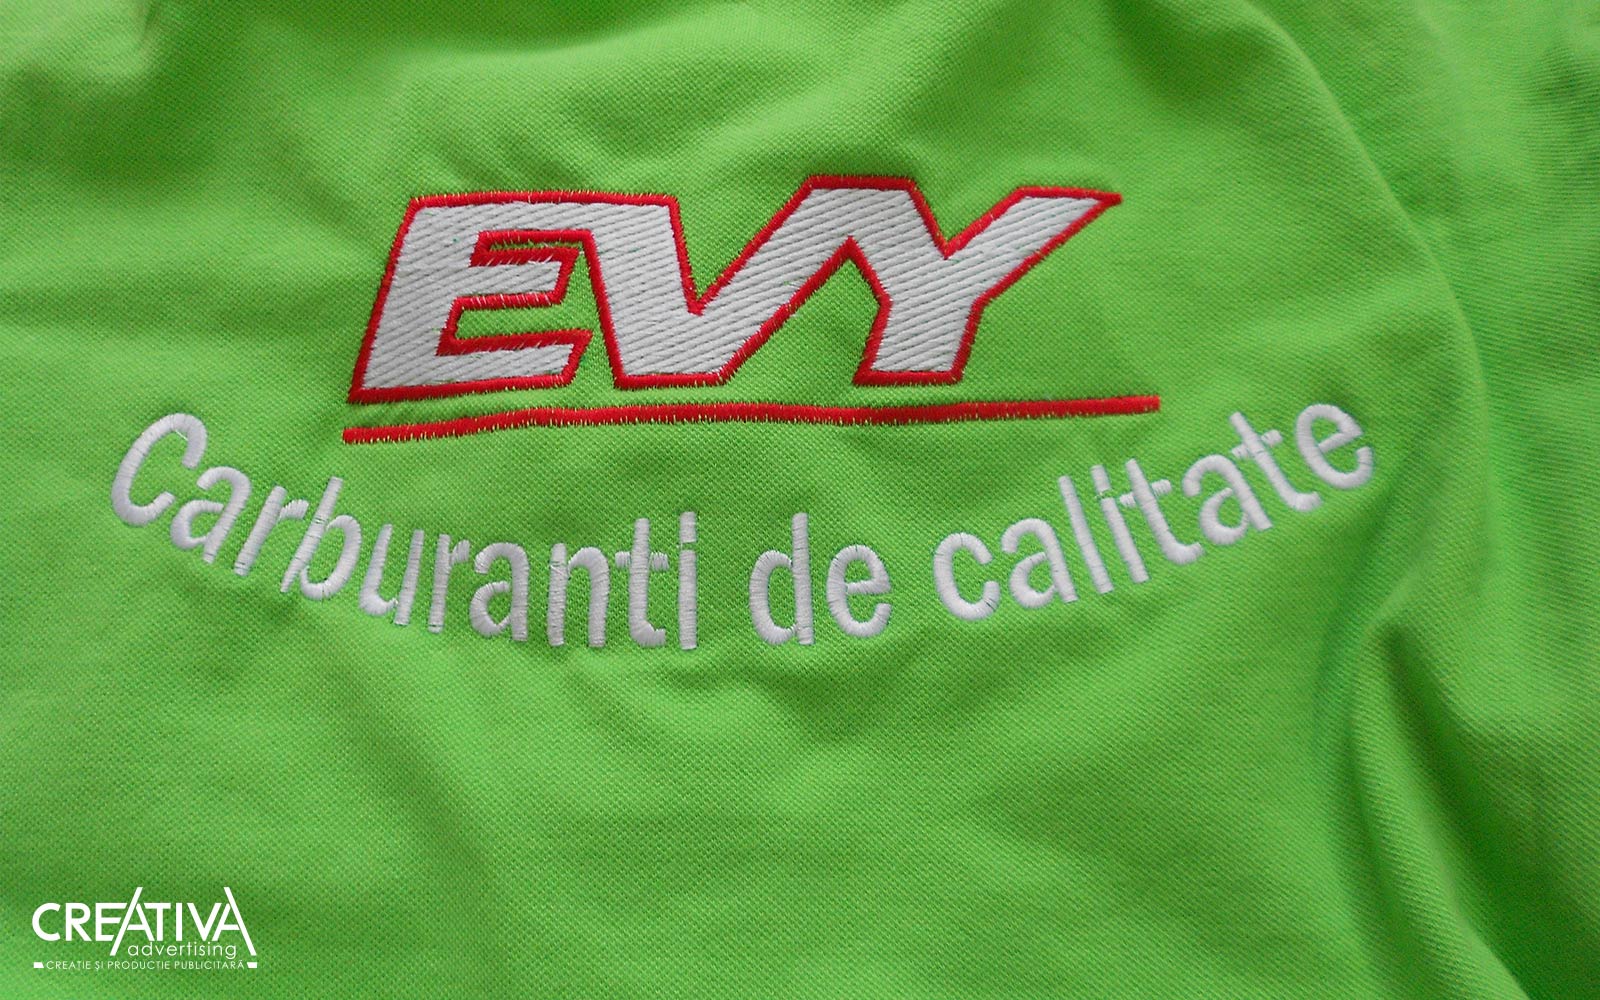 EVY
Carburanti de calitate
CREATIVA
advertising
CREAȚIE ȘI PRODUCȚIE PUBLICITARĂ